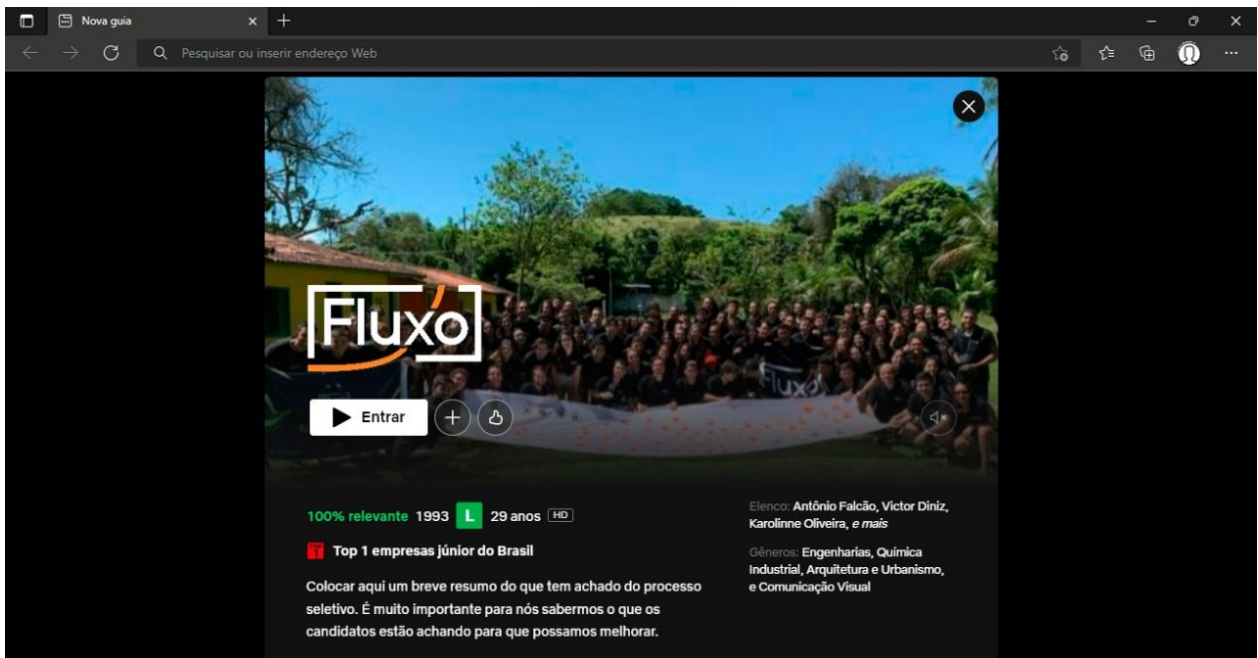 Nova guia
Pesquisar ou inserir endereço Web
Fluxo
Fluxo
Entrar
100% relevante 1993 L 29 anos HD
TOP 1 Top 1 empresas júnior do Brasil
Colocar aqui um breve resumo do que tem achado do processo
seletivo. É muito importante para nós sabermos o que os
candidatos estão achando para que possamos melhorar.
Elenco: Antônio Falcão, Victor Diniz,
Karolinne Oliveira, e mais
Gêneros: Engenharias, Química
Industrial, Arquitetura e Urbanismo,
e Comunicação Visual